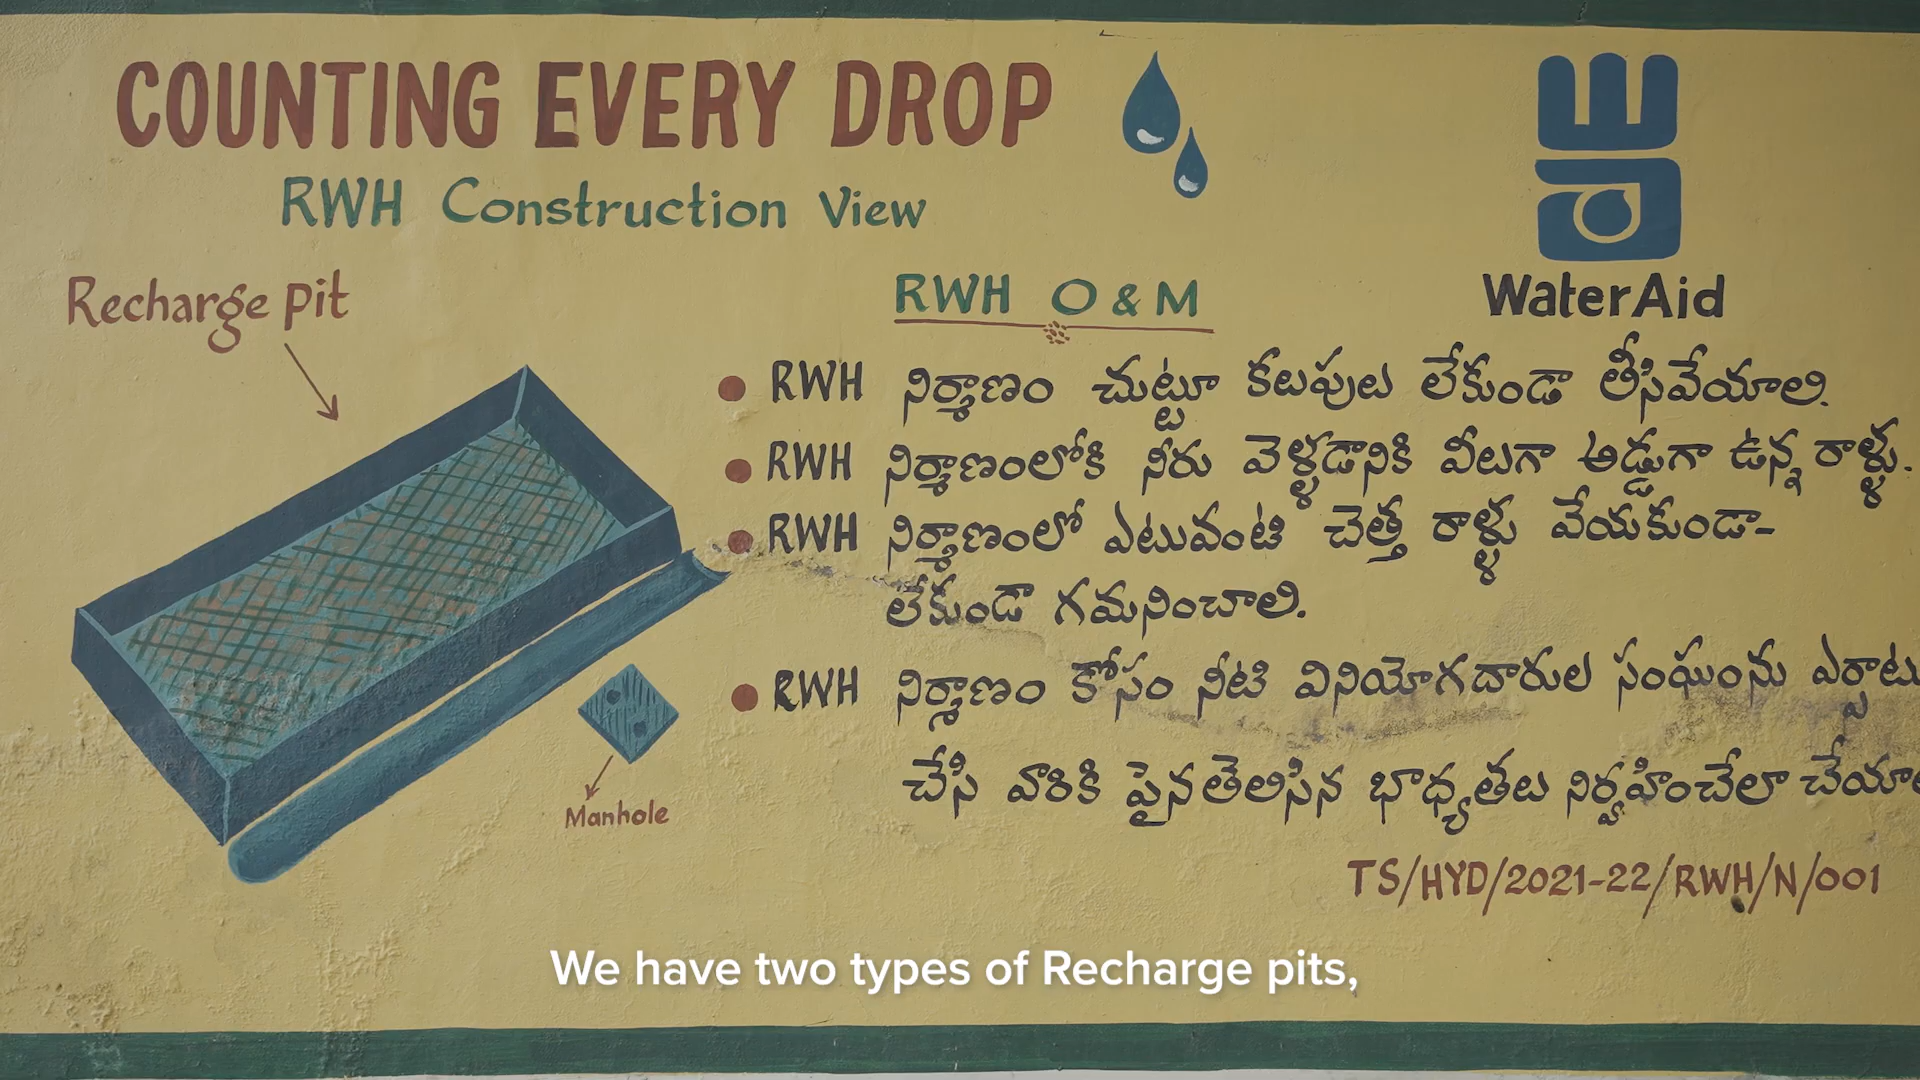 COUNTING EVERY DROP
RWH Construction View
Recharge pit
Manhole
WaterAid
RWH O & M
• RWH నిర్మాణం చుట్టూ కలుపులు లేకుండా తీసివేయాలి.
• RWH నిర్మాణంలోకి నీరు వెళ్ళడానికి వీలుగా అడ్డుగా ఉన్న రాళ్ళు.
• RWH నిర్మాణంలో ఎటువంటి చెత్త రాళ్ళు వేయకుండా-
లేకుండా గమనించాలి.
• RWH నిర్మాణం కోసం నీటి వినియోగదారుల సంఘంను ఏర్పాటు
చేసి వారికి పైన తెలిసిన భాధ్యతలు నిర్వహించేలా
TS/HYD/2021-22/RWH/N/001
We have two types of Recharge pits,